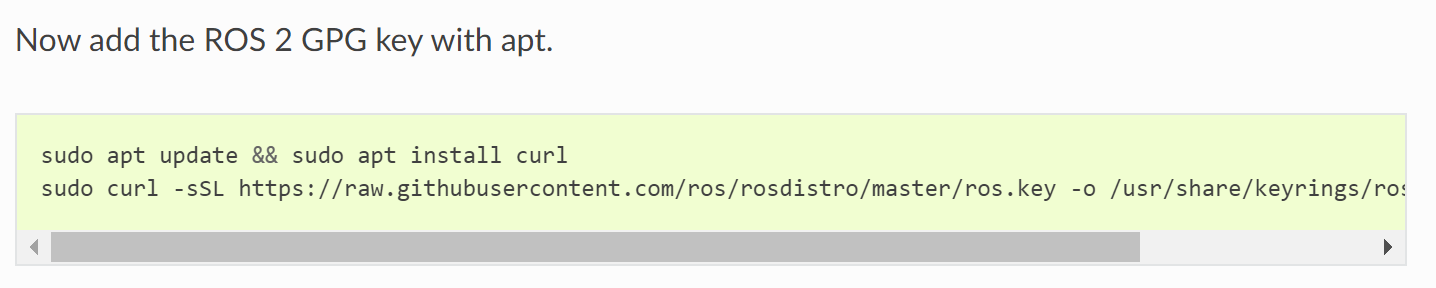 Now add the ROS 2 GPG key with apt.
sudo apt update && sudo apt install curl
sudo curl -sSL https://raw.githubusercontent.com/ros/rosdistro/master/ros.key -o /usr/share/keyrings/ros